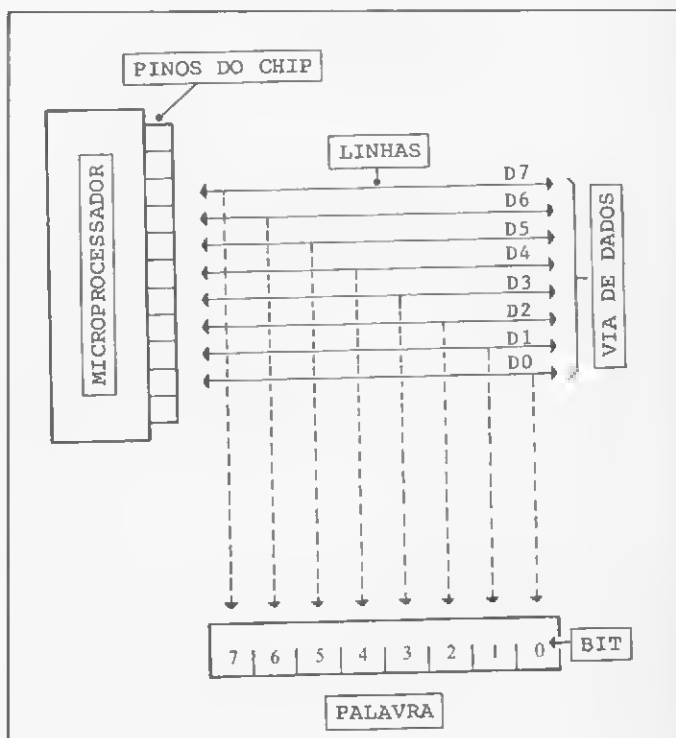 PINOS DO CHIP
MICROPROCESSADOR
LINHAS
D7
D6
D5
D4
D3
D2
D1
D0
VIA DE DADOS
7 6 5 4 3 2 1 0
BIT
PALAVRA